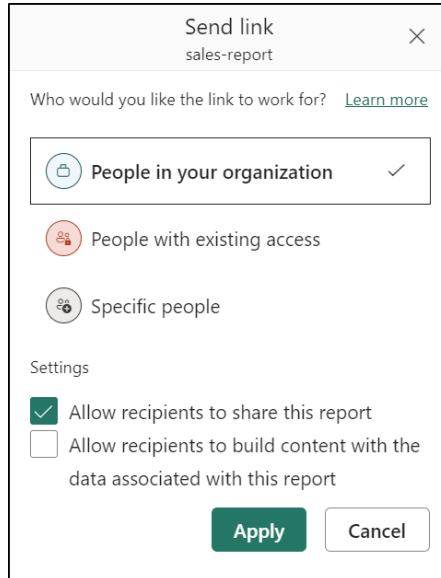 Send link
sales-report
Who would you like the link to work for? Learn more
People in your organization
People with existing access
Specific people
Settings
Allow recipients to share this report
Allow recipients to build content with the
data associated with this report
Apply Cancel